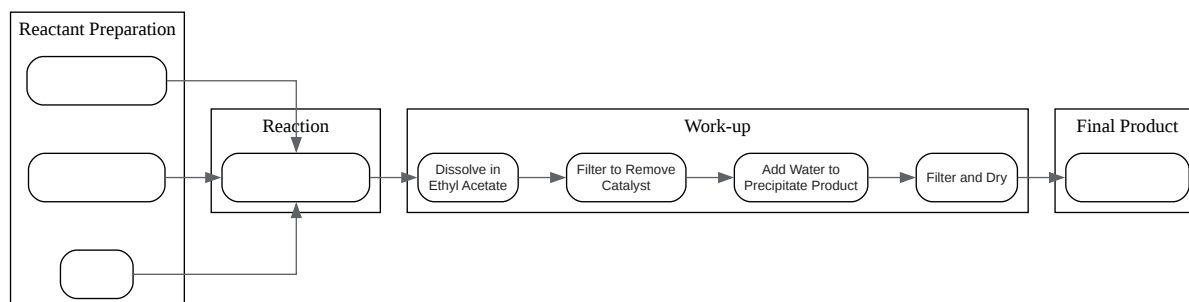 Reactant Preparation
Reaction
Work-up
Final Product
Dissolve in
Ethyl Acetate
Filter to Remove
Catalyst
Add Water to
Precipitate Product
Filter and Dry